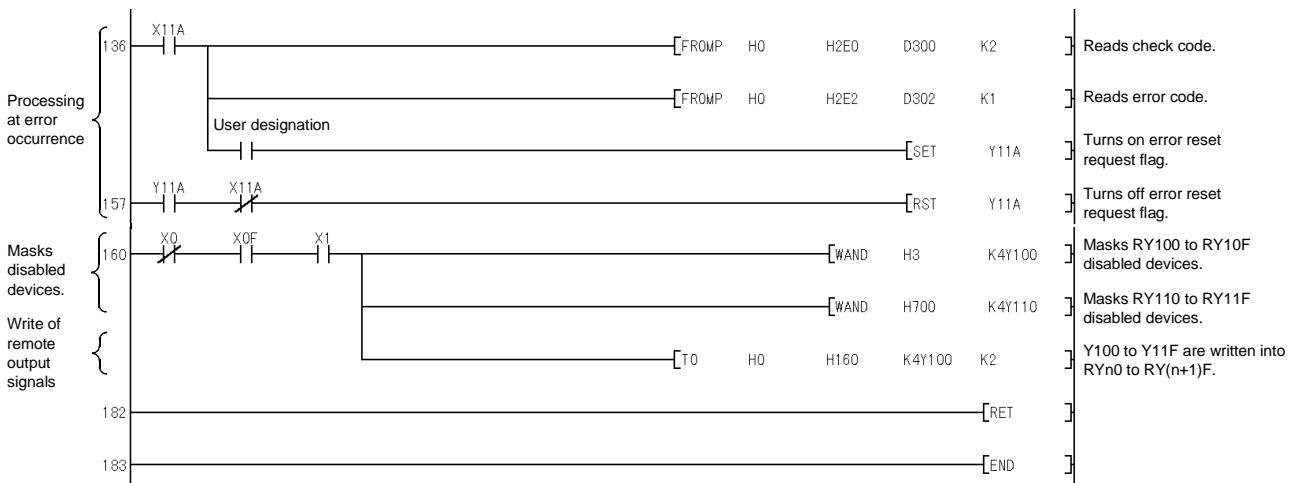 X11A
136 FROMP H0 H2E0 D300 K2 Reads check code.
FROMP H0 H2E2 D302 K1 Reads error code.
Processing
at error
occurrence
User designation
SET Y11A Turns on error reset
request flag.
Y11A X11A
157 RST Y11A Turns off error reset
request flag.
X0 X0F X1
Masks
disabled
devices.
160 WAND H3 K4Y100 Masks RY100 to RY10F
disabled devices.
WAND H700 K4Y110 Masks RY110 to RY11F
disabled devices.
Write of
remote
output
signals
TO H0 H160 K4Y100 K2 Y100 to Y11F are written into
RYn0 to RY(n+1)F.
182 RET
183 END